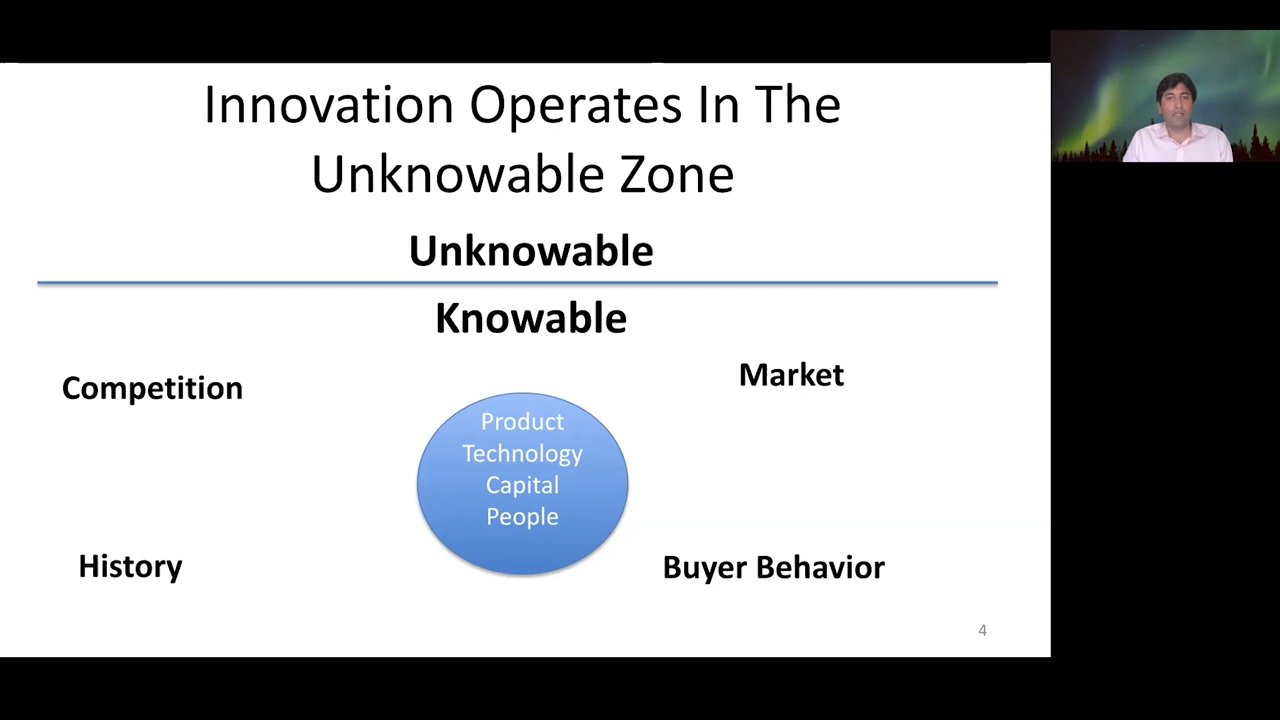 Innovation Operates In The
Unknowable Zone
Unknowable
Knowable
Competition
Market
Product
Technology
Capital
People
History
Buyer Behavior
4